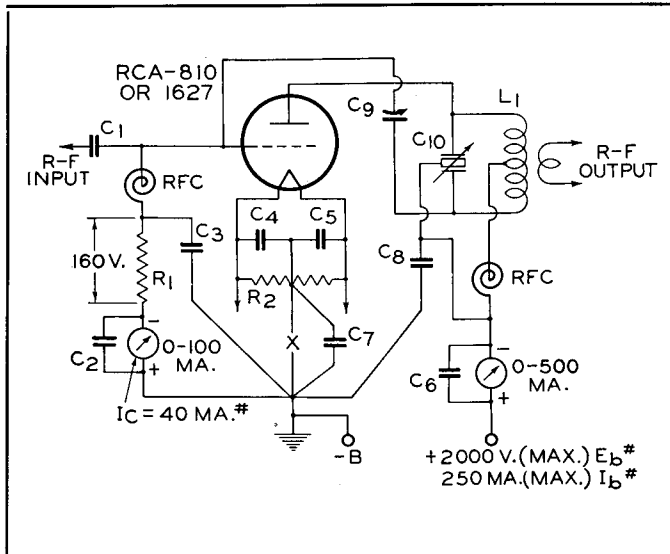 RCA-810
OR 1627
C1
R-F
INPUT
RFC
160 V.
R1
C2
C3
C4
C5
R2
X
C7
C8
C9
C10
L1
R-F
OUTPUT
RFC
C6
-
0-100
MA.
+
IC = 40 MA.#
-B
-
0-500
MA.
+
+2000 V.(MAX.) Eb#
250 MA.(MAX.) Ib#